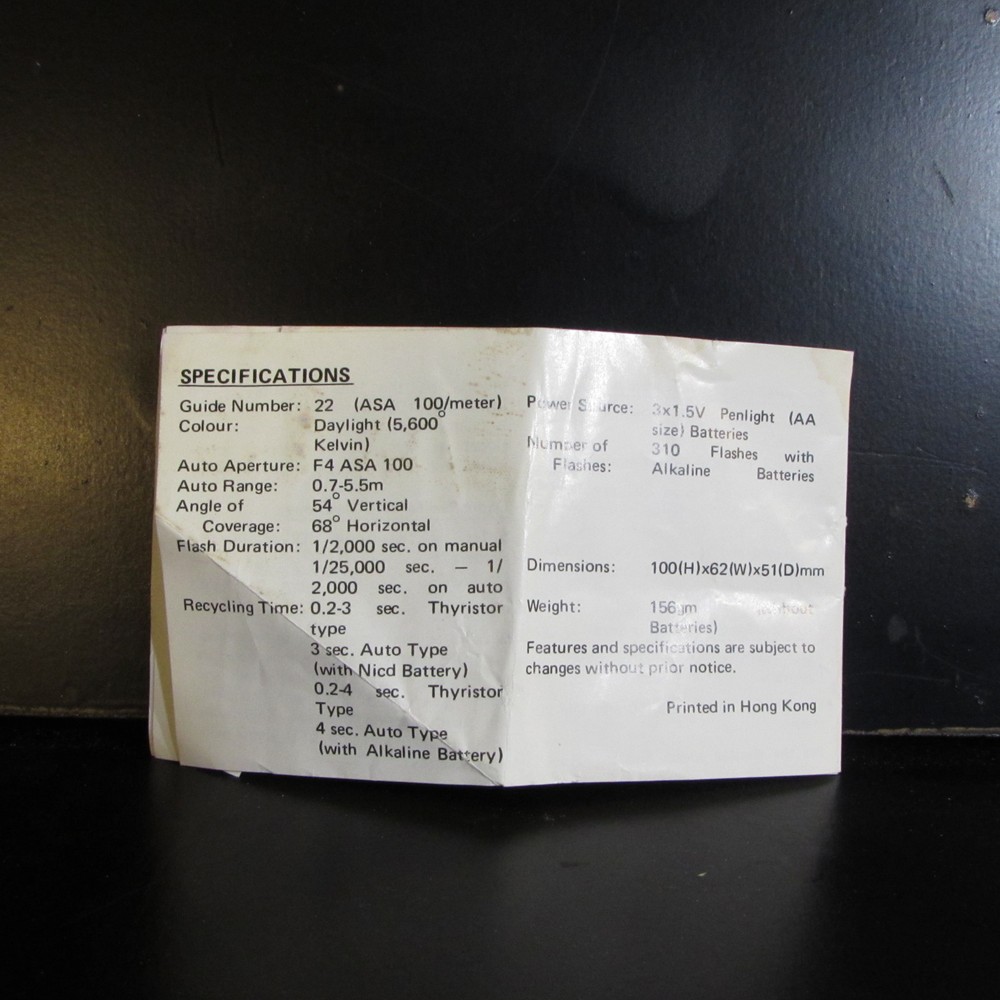 SPECIFICATIONS
Guide Number: 22 (ASA 100/meter)
Colour: Daylight (5,600°
Kelvin)
Auto Aperture: F4 ASA 100
Auto Range: 0.7-5.5m
Angle of 54° Vertical
Coverage: 68° Horizontal
Flash Duration: 1/2,000 sec. on manual
1/25,000 sec. — 1/
2,000 sec. on auto
Recycling Time: 0.2-3 sec. Thyristor
type
3 sec. Auto Type
(with Nicd Battery)
0.2-4 sec. Thyristor
Type
4 sec. Auto Type
(with Alkaline Battery)
Power Source: 3x1.5V Penlight (AA
size) Batteries
Number of 310 Flashes with
Flashes: Alkaline Batteries
Dimensions: 100(H)x62(W)x51(D)mm
Weight: 156gm (without
Batteries)
Features and specifications are subject to
changes without prior notice.
Printed in Hong Kong